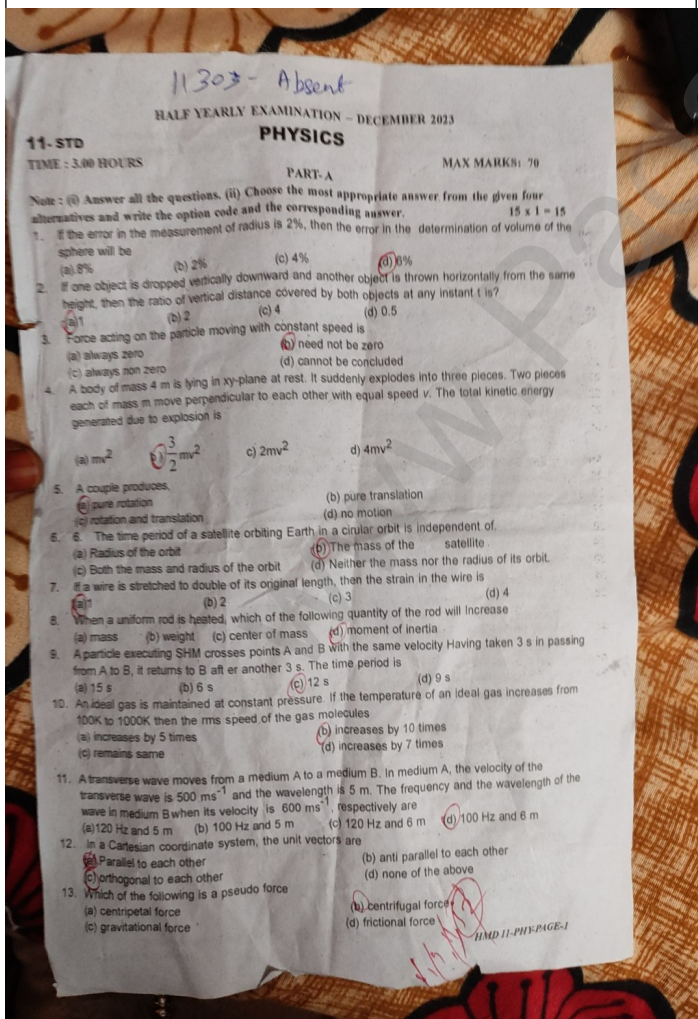 11303 - Absent
HALF YEARLY EXAMINATION – DECEMBER 2023
11- STD
PHYSICS
TIME : 3.00 HOURS
MAX MARKS: 70
PART- A
Note : (i) Answer all the questions. (ii) Choose the most appropriate answer from the given four
alternatives and write the option code and the corresponding answer. 15 x 1 = 15
1. If the error in the measurement of radius is 2%, then the error in the determination of volume of the
sphere will be
(a) 8% (b) 2% (c) 4% (d) 6%
2. If one object is dropped vertically downward and another object is thrown horizontally from the same
height, then the ratio of vertical distance covered by both objects at any instant t is?
(a) 1 (b) 2 (c) 4 (d) 0.5
3. Force acting on the particle moving with constant speed is
(a) always zero (b) need not be zero
(c) always non zero (d) cannot be concluded
4. A body of mass 4 m is lying in xy-plane at rest. It suddenly explodes into three pieces. Two pieces
each of mass m move perpendicular to each other with equal speed v. The total kinetic energy
generated due to explosion is
(a) mv² b) 3/2 mv² c) 2mv² d) 4mv²
5. A couple produces,
(a) pure rotation (b) pure translation
(c) rotation and translation (d) no motion
6. 6. The time period of a satellite orbiting Earth in a cirular orbit is independent of.
(a) Radius of the orbit (b) The mass of the satellite
(c) Both the mass and radius of the orbit (d) Neither the mass nor the radius of its orbit.
7. If a wire is stretched to double of its original length, then the strain in the wire is
(a) 1 (b) 2 (c) 3 (d) 4
8. When a uniform rod is heated, which of the following quantity of the rod will Increase
(a) mass (b) weight (c) center of mass (d) moment of inertia
9. A particle executing SHM crosses points A and B with the same velocity Having taken 3 s in passing
from A to B, it returns to B aft er another 3 s. The time period is
(a) 15 s (b) 6 s (c) 12 s (d) 9 s
10. An ideal gas is maintained at constant pressure. If the temperature of an ideal gas increases from
100K to 1000K then the rms speed of the gas molecules
(a) increases by 5 times (b) increases by 10 times
(c) remains same (d) increases by 7 times
11. A transverse wave moves from a medium A to a medium B. In medium A, the velocity of the
transverse wave is 500 ms⁻¹ and the wavelength is 5 m. The frequency and the wavelength of the
wave in medium B when its velocity is 600 ms⁻¹, respectively are
(a)120 Hz and 5 m (b) 100 Hz and 5 m (c) 120 Hz and 6 m (d) 100 Hz and 6 m
12. In a Cartesian coordinate system, the unit vectors are
(a) Parallel to each other (b) anti parallel to each other
(c) orthogonal to each other (d) none of the above
13. Which of the following is a pseudo force
(a) centripetal force (b) centrifugal force
(c) gravitational force (d) frictional force
HMD 11-PHY-PAGE-1